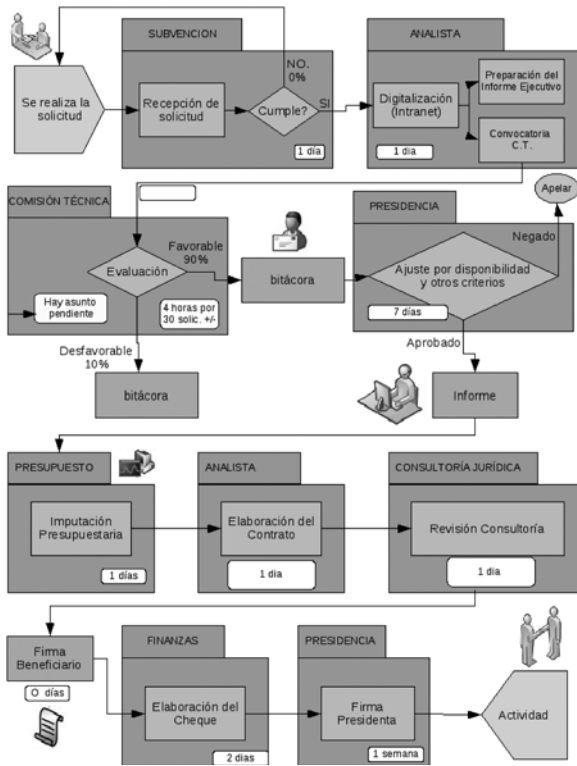 SUBVENCION
ANALISTA
NO.
0%
Se realiza la
solicitud
Recepción de
solicitud
Cumple?
SI
1 día
Digitalización
(Intranet)
Preparación del
Informe Ejecutivo
Convocatoria
C.T.
1 dia
COMISIÓN TÉCNICA
Evaluación
Favorable
90%
Hay asunto
pendiente
4 horas por
30 solic. +/-
Desfavorable
10%
bitácora
bitácora
PRESIDENCIA
Apelar
Negado
Ajuste por disponibilidad
y otros criterios
7 días
Aprobado
Informe
PRESUPUESTO
Imputación
Presupuestaria
1 días
ANALISTA
Elaboración del
Contrato
1 dia
CONSULTORÍA JURÍDICA
Revisión Consultoría
1 dia
Firma
Beneficiario
O días
FINANZAS
Elaboración del
Cheque
2 dias
PRESIDENCIA
Firma
Presidenta
1 semana
Actividad